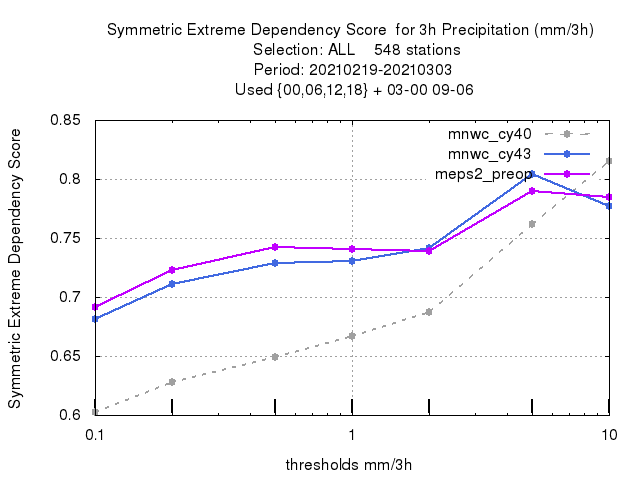 Symmetric Extreme Dependency Score for 3h Precipitation (mm/3h)
Selection: ALL 548 stations
Period: 20210219-20210303
Used {00,06,12,18} + 03-00 09-06
Symmetric Extreme Dependency Score
0.85
0.8
0.75
0.7
0.65
0.6
mnwc_cy40
mnwc_cy43
meps2_preop
0.1
1
10
thresholds mm/3h